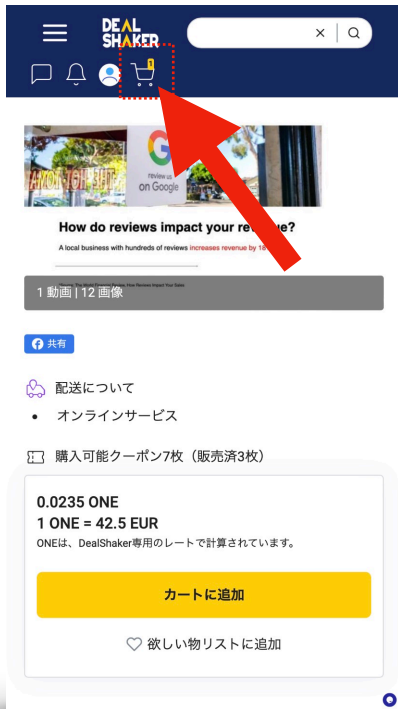 DEAL
SHAKER
1
review us
on Google
How do reviews impact your re
ue?
A local business with hundreds of reviews increases revenue by 18
1 動画 | 12 画像
共有
配送について
• オンラインサービス
購入可能クーポン7枚（販売済3枚）
0.0235 ONE
1 ONE = 42.5 EUR
ONEは、DealShaker専用のレートで計算されています。
カートに追加
欲しい物リストに追加